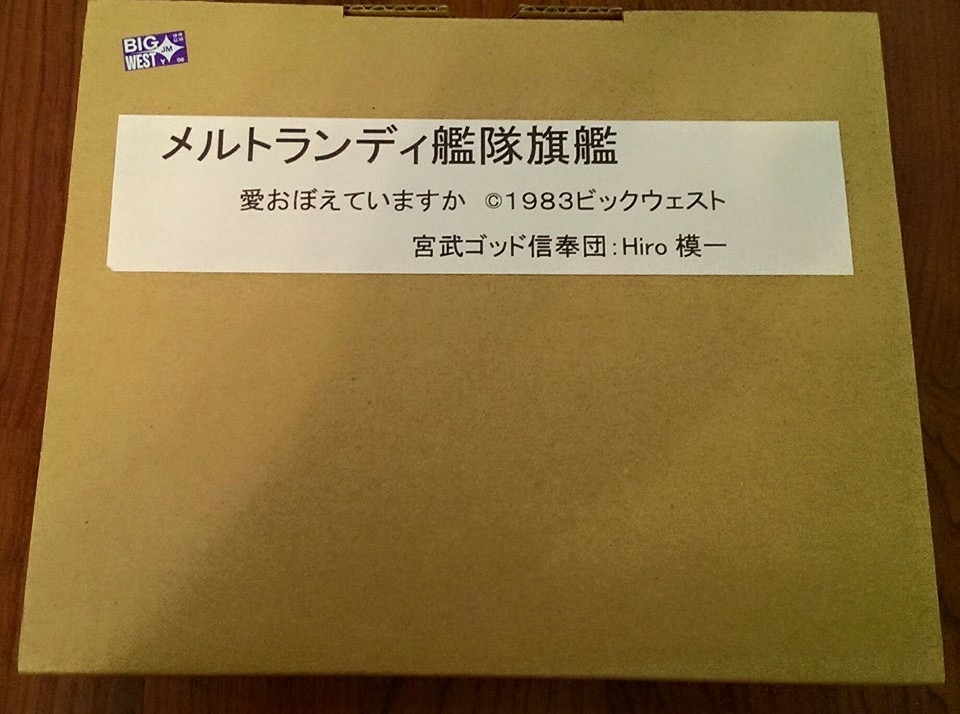 BIG
WEST
JM
Y 06
メルトランディ艦隊旗艦
愛おぼえていますか ©1983ビックウェスト
宮武ゴッド信奉団:Hiro 模一